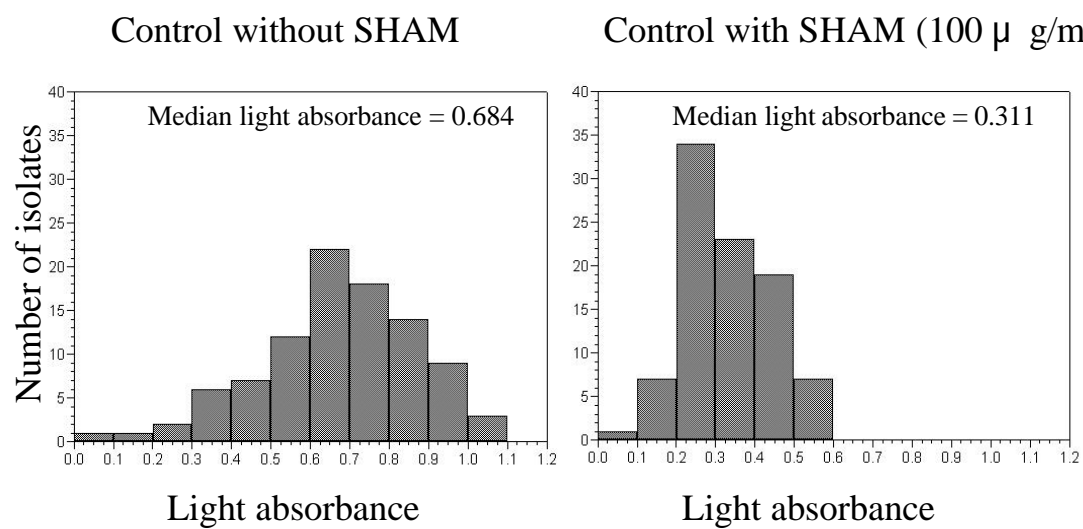 Control without SHAM
Control with SHAM (100 μ g/m
Median light absorbance = 0.684
Median light absorbance = 0.311
Number of isolates
40
35
30
25
20
15
10
5
0
0.0 0.1 0.2 0.3 0.4 0.5 0.6 0.7 0.8 0.9 1.0 1.1 1.2
Light absorbance
40
35
30
25
20
15
10
5
0
0.0 0.1 0.2 0.3 0.4 0.5 0.6 0.7 0.8 0.9 1.0 1.1 1.2
Light absorbance